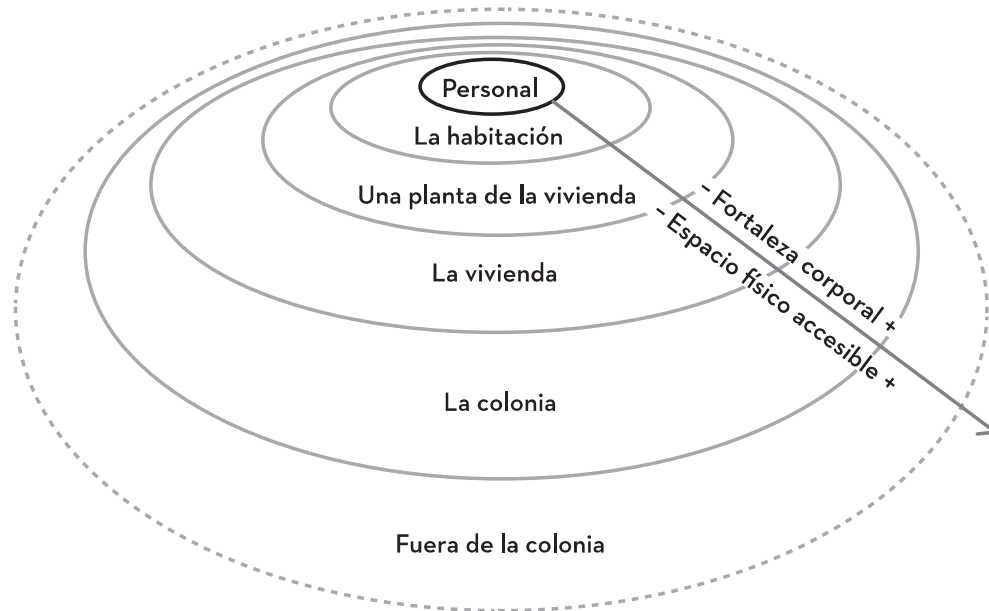 Personal
La habitación
Una planta de la vivienda
– Fortaleza corporal +
– Espacio físico accesible +
La vivienda
La colonia
Fuera de la colonia